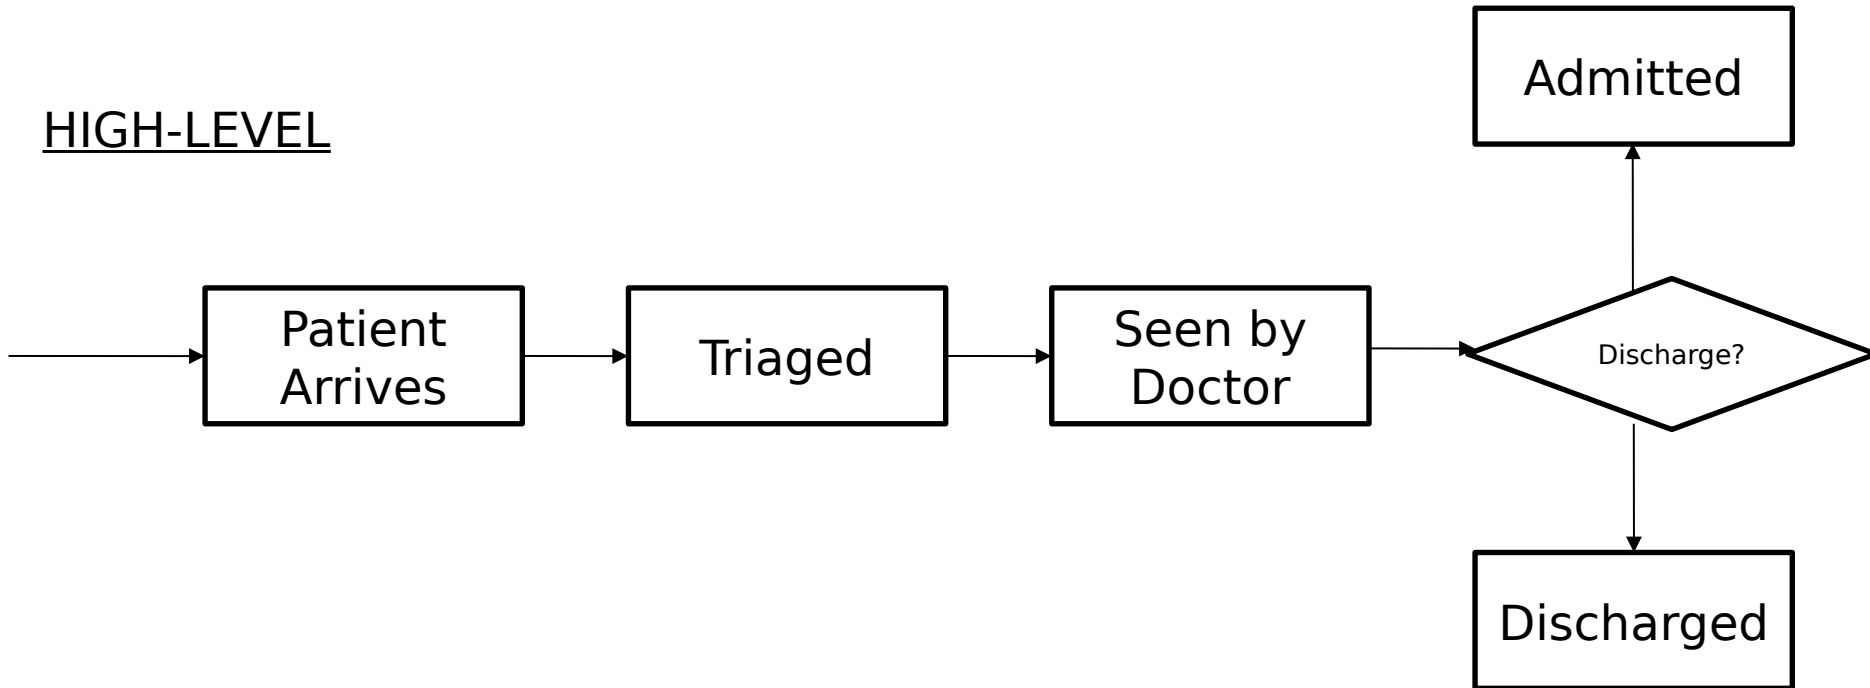 HIGH-LEVEL
Admitted
Patient
Arrives
Triaged
Seen by
Doctor
Discharge?
Discharged